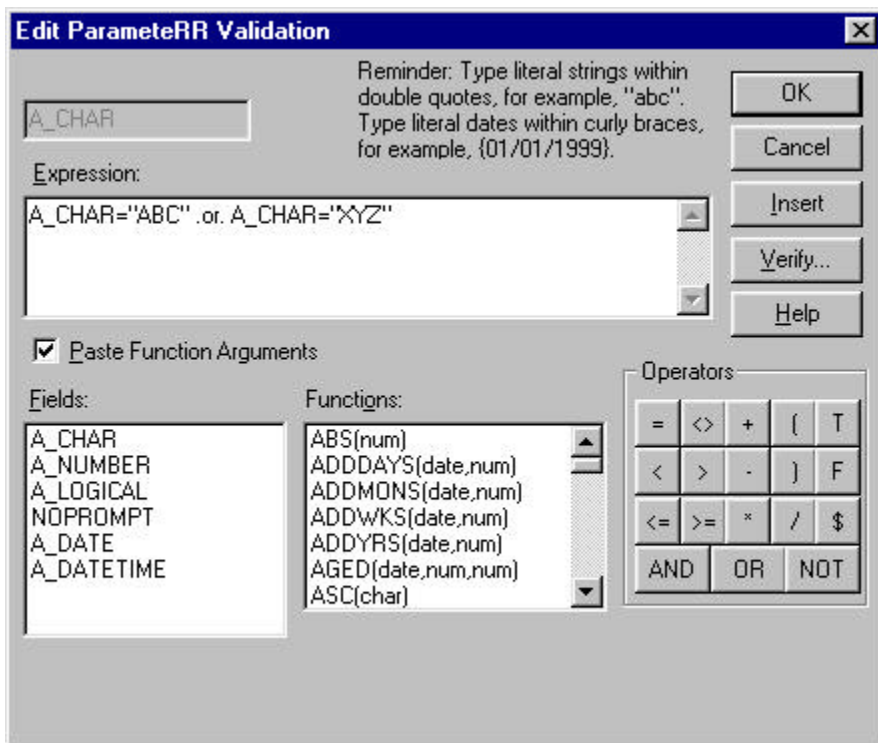 Edit ParameteRR Validation
A_CHAR
Reminder: Type literal strings within
double quotes, for example, "abc".
Type literal dates within curly braces,
for example, {01/01/1999}.
OK
Cancel
Insert
Verify...
Help
Expression:
A_CHAR="ABC" .or. A_CHAR="XYZ"
Paste Function Arguments
Fields:
A_CHAR
A_NUMBER
A_LOGICAL
NOPROMPT
A_DATE
A_DATETIME
Functions:
ABS(num)
ADDDAYS(date,num)
ADDMONS(date,num)
ADDWKS(date,num)
ADDYRS(date,num)
AGED(date,num,num)
ASC(char)
Operators
= <> + ( T
< > - ) F
<= >= * / $
AND OR NOT